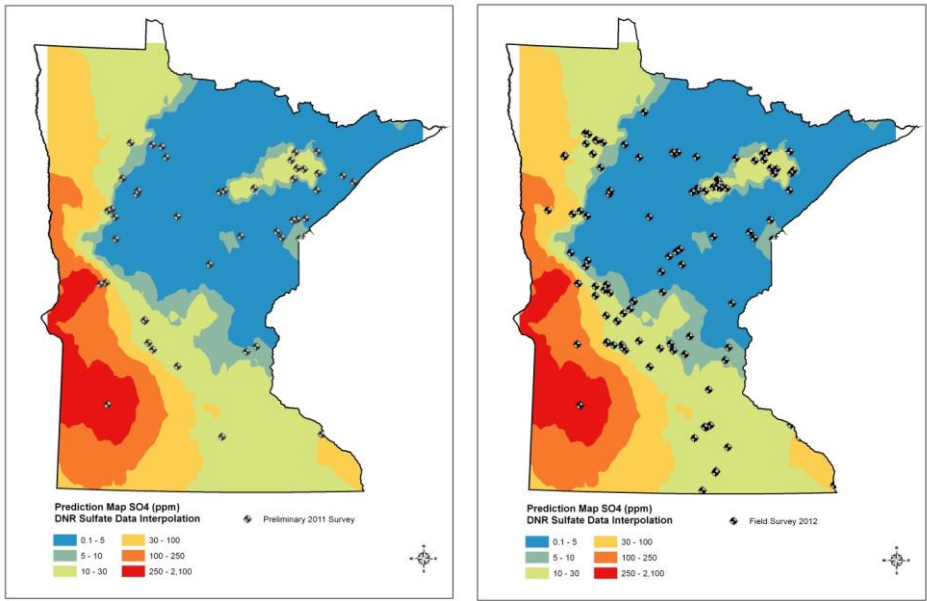 Prediction Map SO4 (ppm)
DNR Sulfate Data Interpolation
Preliminary 2011 Survey
0.1 - 5
30 - 100
5 - 10
100 - 250
10 - 30
250 - 2,100
Prediction Map SO4 (ppm)
DNR Sulfate Data Interpolation
Field Survey 2012
0.1 - 5
30 - 100
5 - 10
100 - 250
10 - 30
250 - 2,100